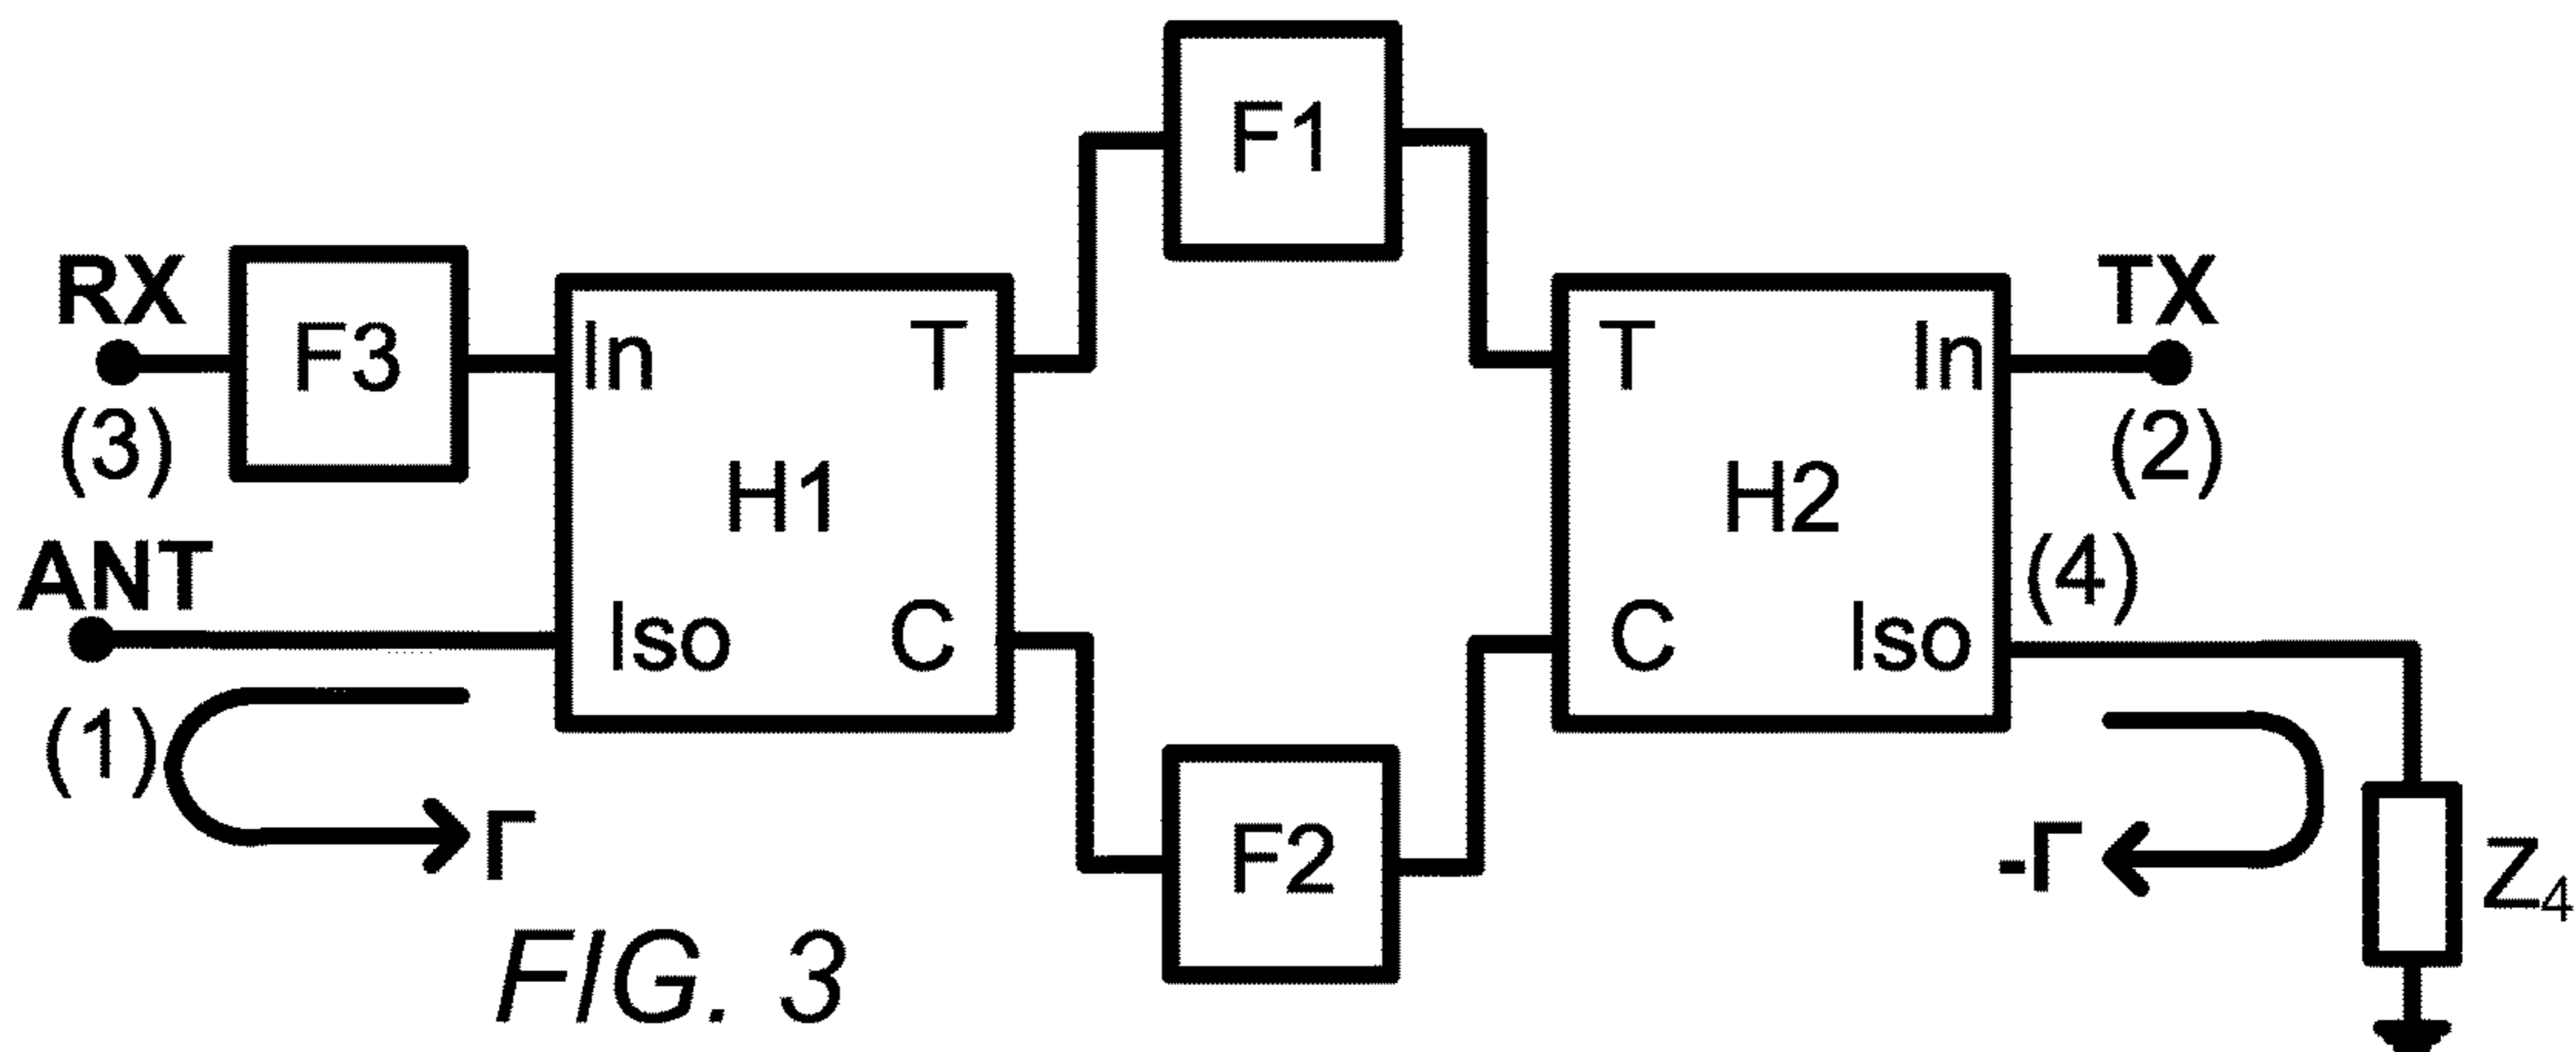 F1
RX
F3
In
T
T
In
TX
(3)
H1
H2
(2)
ANT
Iso
C
C
Iso
(4)
(1)
Γ
F2
-Γ
Z4
FIG. 3